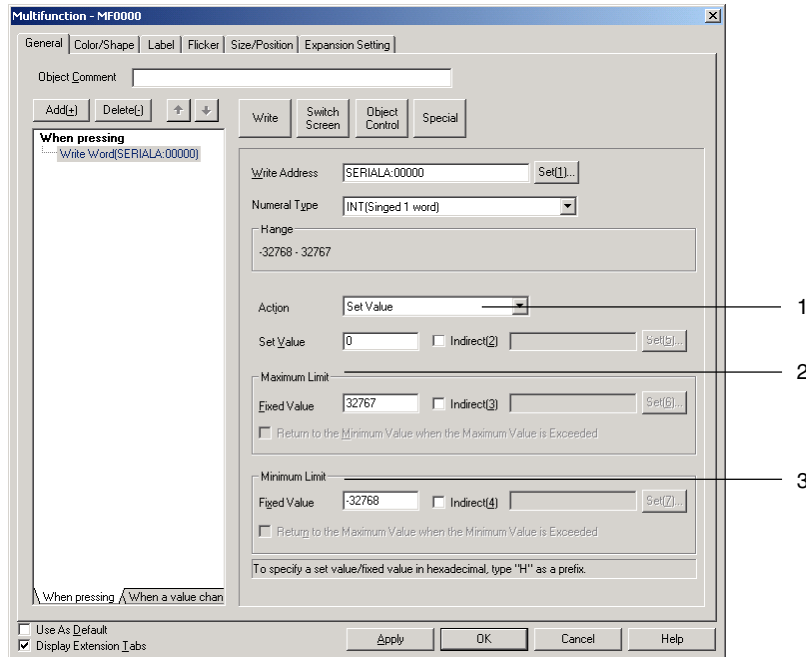 Multifunction - MF0000
General Color/Shape Label Flicker Size/Position Expansion Setting
Object Comment
Add(+) Delete(-)
Write Switch Screen Object Control Special
When pressing
Write Word(SERIALA:00000)
Write Address SERIALA:00000 Set(1)...
Numeral Type INT(Singed 1 word)
Range
-32768 - 32767
Action Set Value 1
Set Value 0 Indirect(2) Set(5)...
Maximum Limit 2
Fixed Value 32767 Indirect(3) Set(6)...
Return to the Minimum Value when the Maximum Value is Exceeded
Minimum Limit 3
Fixed Value -32768 Indirect(4) Set(7)...
Return to the Maximum Value when the Minimum Value is Exceeded
To specify a set value/fixed value in hexadecimal, type "H" as a prefix.
When pressing When a value chan
Use As Default
Display Extension Tabs
Apply OK Cancel Help